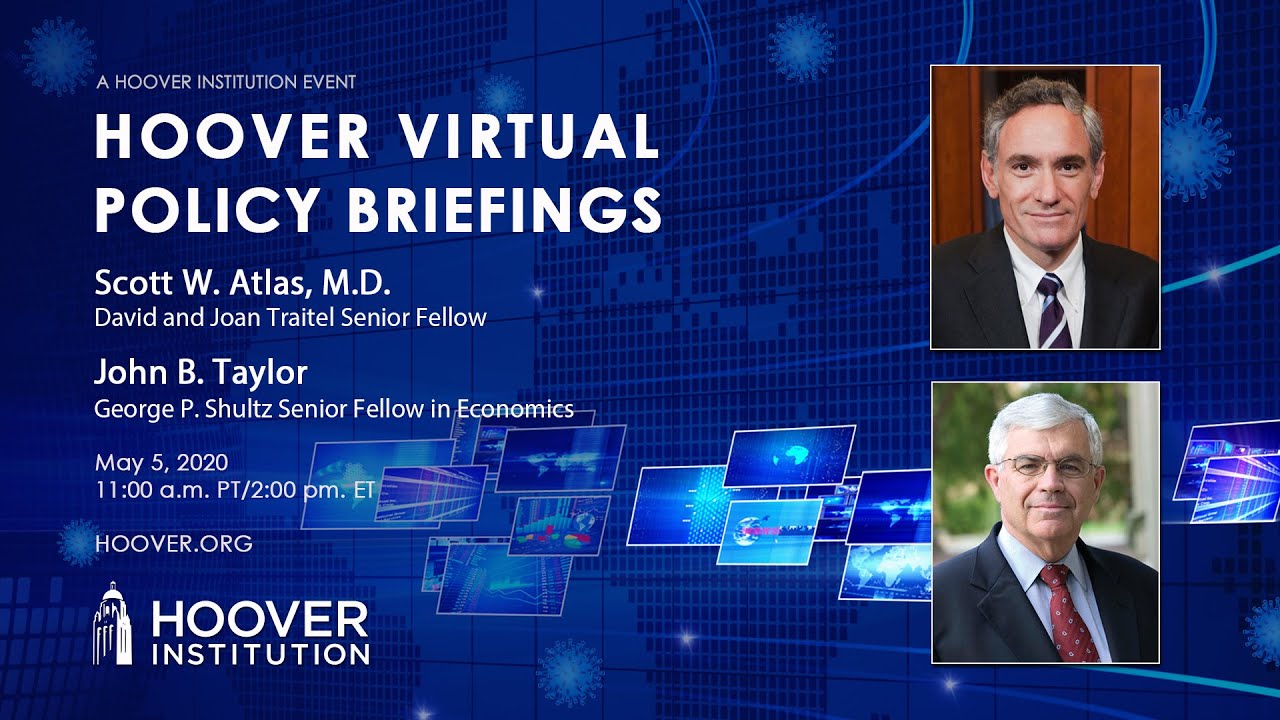 A HOOVER INSTITUTION EVENT
HOOVER VIRTUAL
POLICY BRIEFINGS
Scott W. Atlas, M.D.
David and Joan Traitel Senior Fellow
John B. Taylor
George P. Shultz Senior Fellow in Economics
May 5, 2020
11:00 a.m. PT/2:00 pm. ET
HOOVER.ORG
HOOVER
INSTITUTION